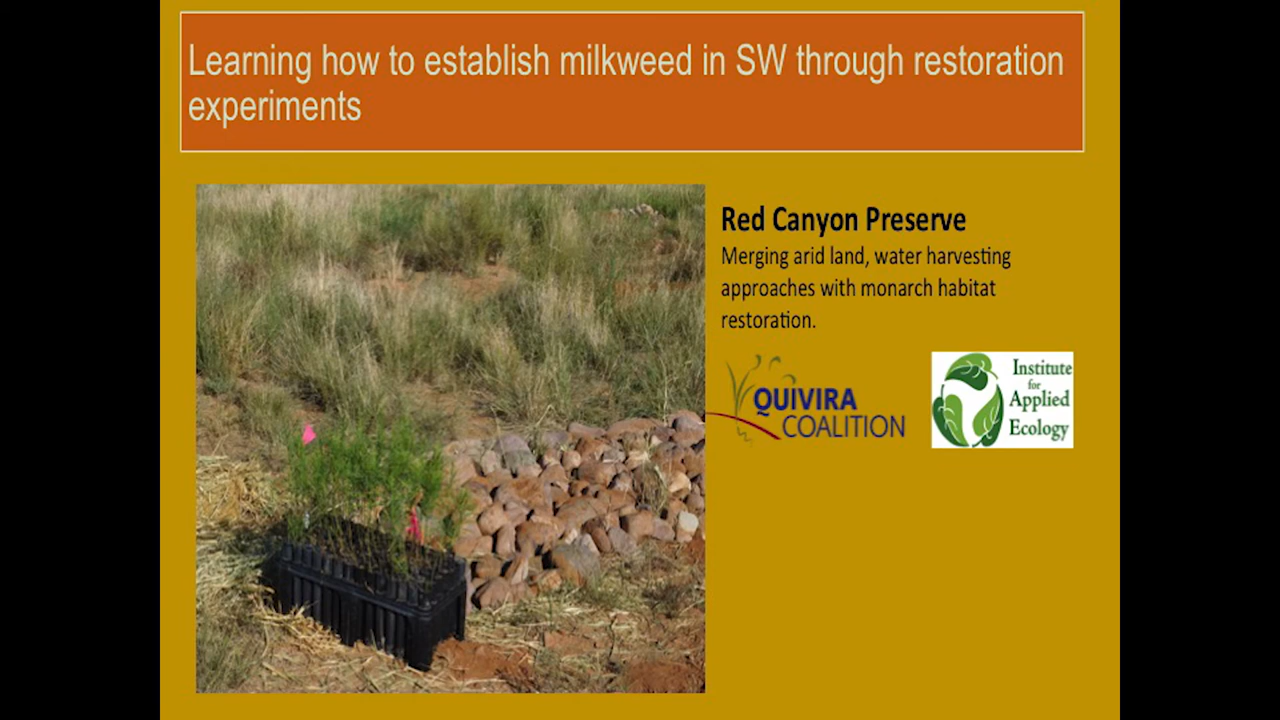 Learning how to establish milkweed in SW through restoration
experiments
Red Canyon Preserve
Merging arid land, water harvesting
approaches with monarch habitat
restoration.
QUIVIRA
COALITION
Institute
for
Applied
Ecology